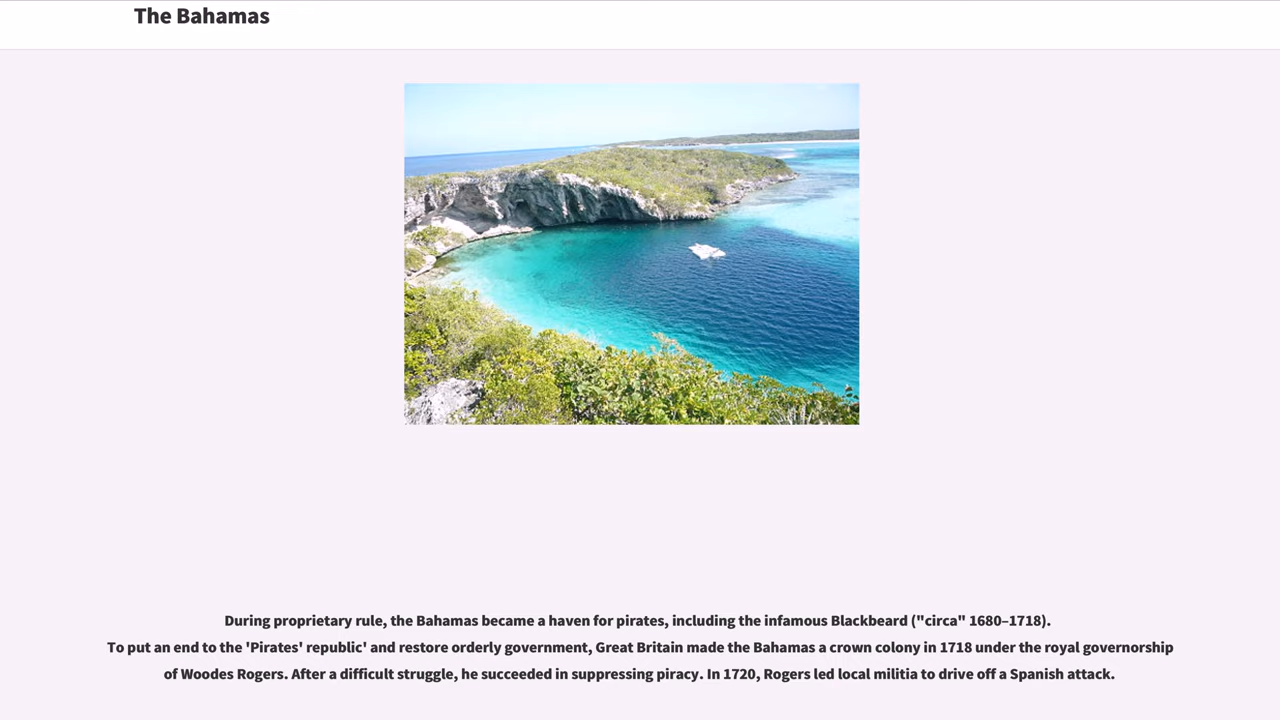 The Bahamas
During proprietary rule, the Bahamas became a haven for pirates, including the infamous Blackbeard ("circa" 1680–1718).
To put an end to the 'Pirates' republic' and restore orderly government, Great Britain made the Bahamas a crown colony in 1718 under the royal governorship
of Woodes Rogers. After a difficult struggle, he succeeded in suppressing piracy. In 1720, Rogers led local militia to drive off a Spanish attack.